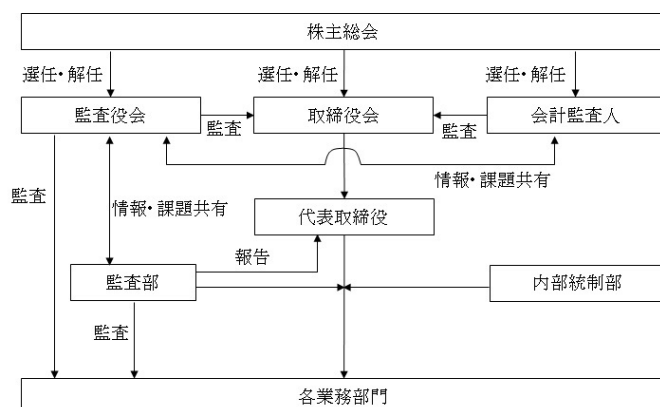 株主総会
選任・解任
選任・解任
選任・解任
監査役会
監査
取締役会
監査
会計監査人
監査
情報・課題共有
情報・課題共有
代表取締役
報告
監査部
内部統制部
監査
各業務部門